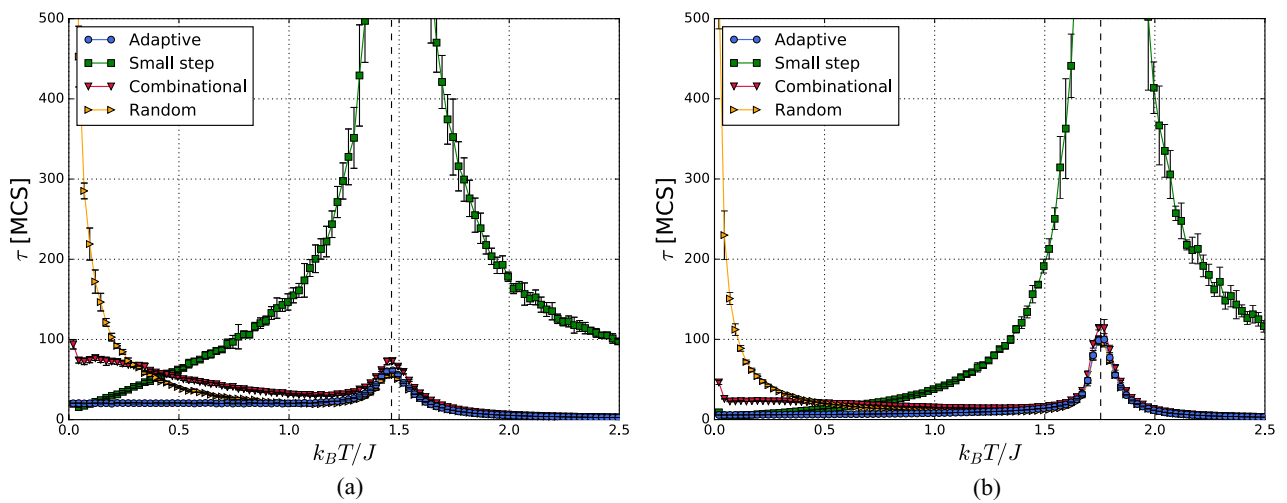 500
400
300
200
100
0
τ [MCS]
Adaptive
Small step
Combinational
Random
0.0 0.5 1.0 1.5 2.0 2.5
k_BT/J
(a)
500
400
300
200
100
0
τ [MCS]
Adaptive
Small step
Combinational
Random
0.0 0.5 1.0 1.5 2.0 2.5
k_BT/J
(b)